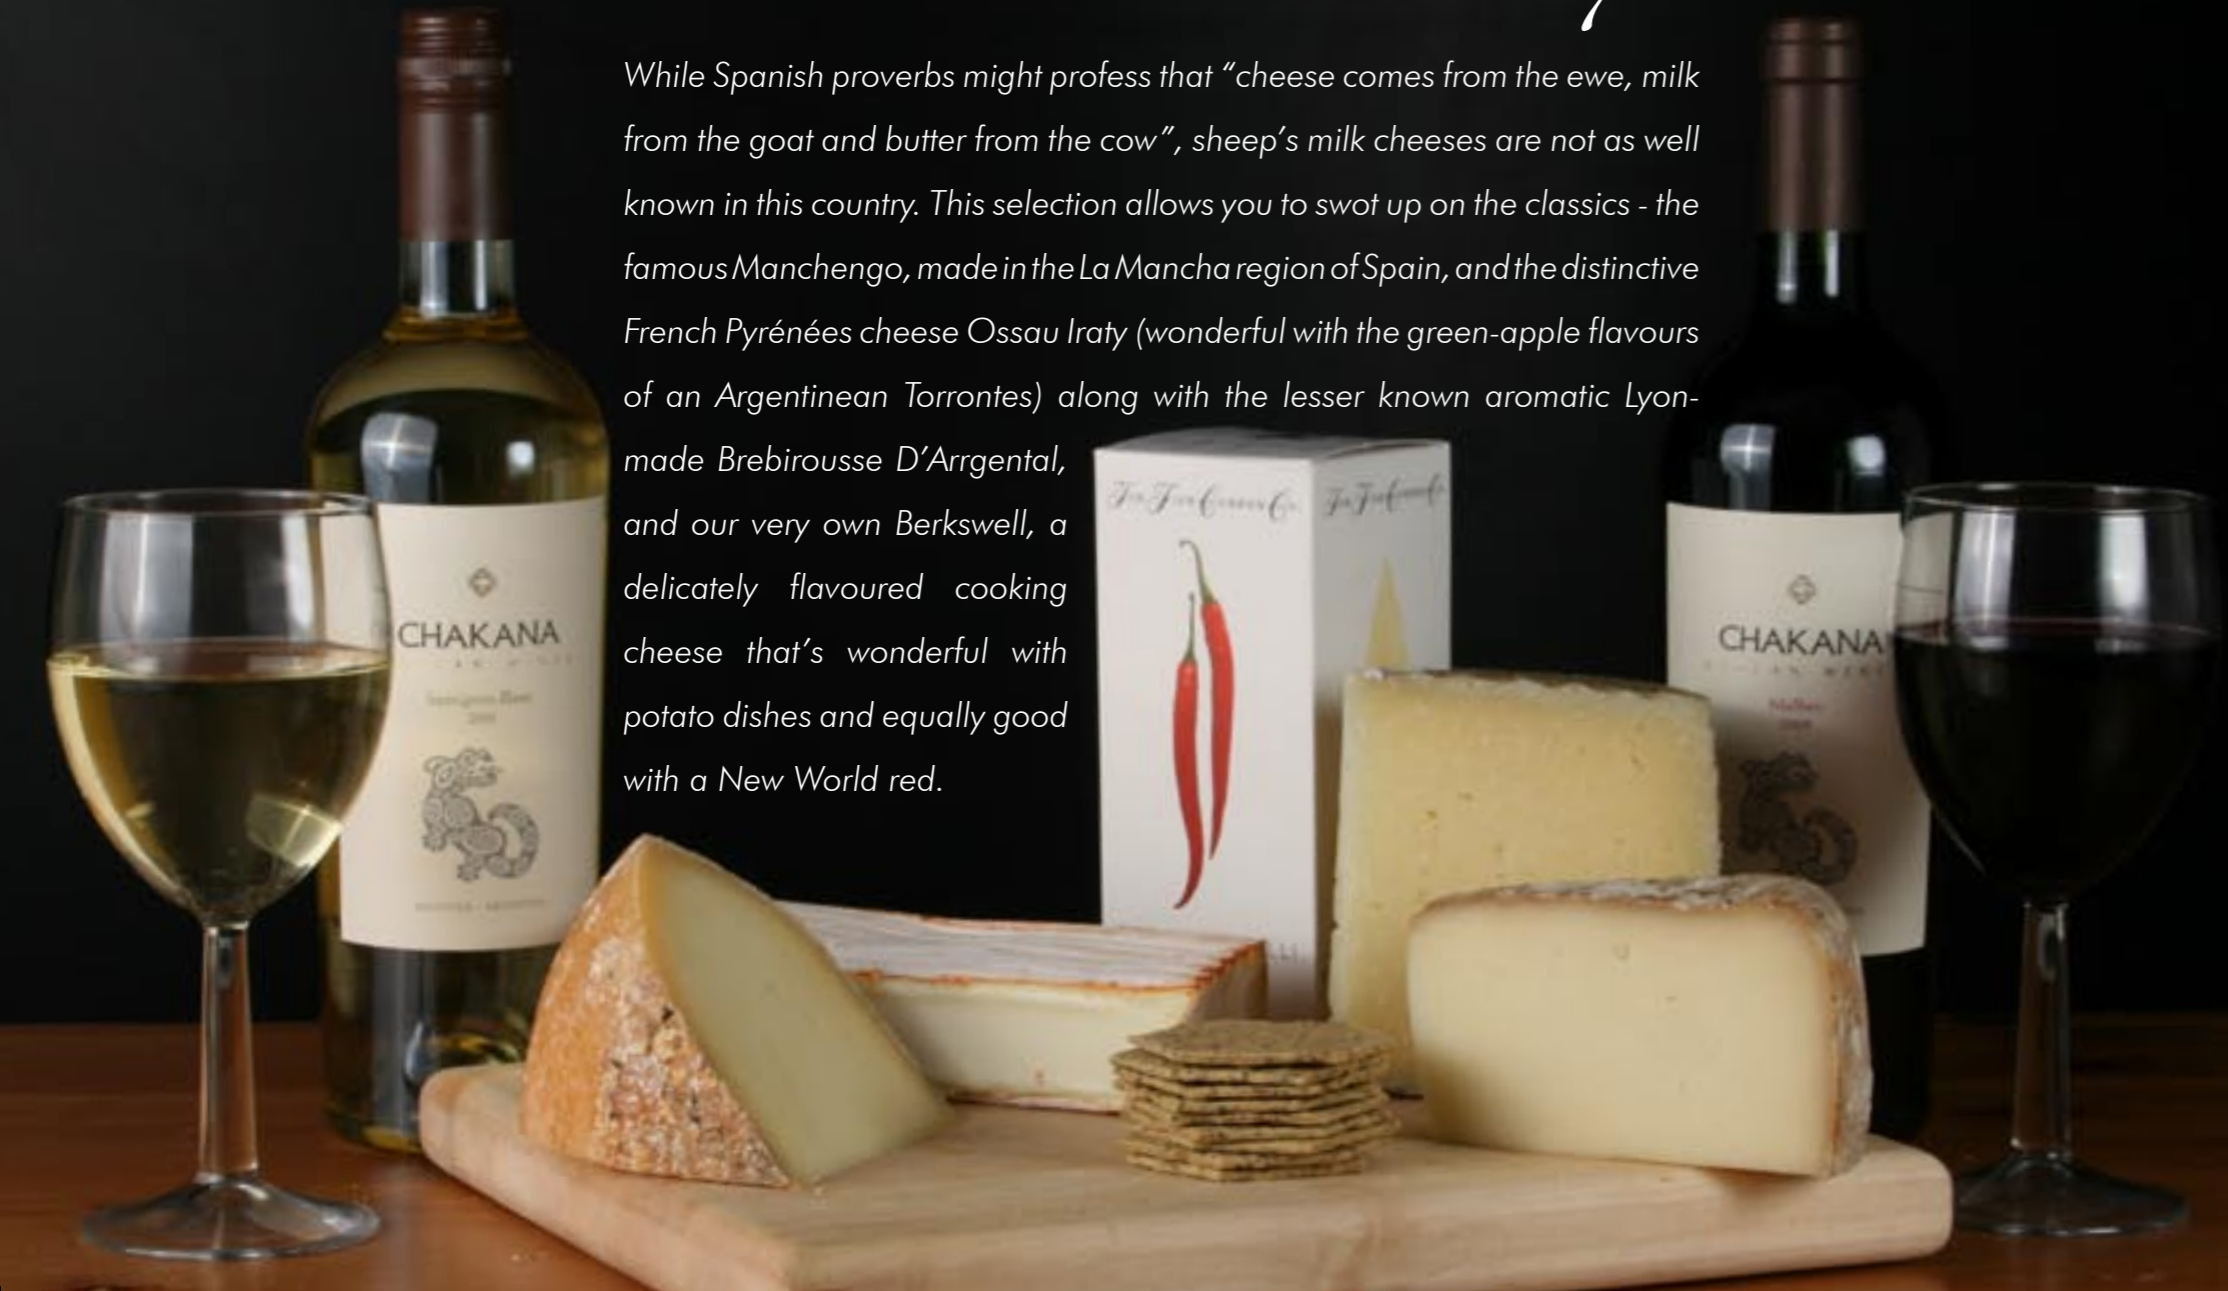 While Spanish proverbs might profess that “cheese comes from the ewe, milk
from the goat and butter from the cow”, sheep’s milk cheeses are not as well
known in this country. This selection allows you to swot up on the classics - the
famous Manchengo, made in the La Mancha region of Spain, and the distinctive
French Pyrénées cheese Ossau Iraty (wonderful with the green-apple flavours
of an Argentinean Torrontes) along with the lesser known aromatic Lyon-
made Brebirousse D’Arrgental,
and our very own Berkswell, a
delicately flavoured cooking
cheese that’s wonderful with
potato dishes and equally good
with a New World red.
CHAKANA
Sauvignon Blanc
CHAKANA
Malbec